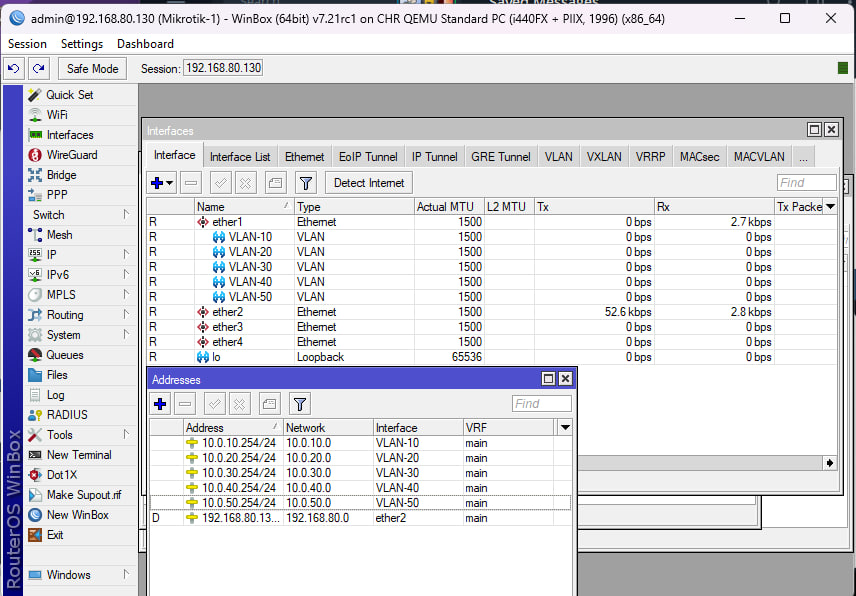 Saved Messages
admin@192.168.80.130 (Mikrotik-1) - WinBox (64bit) v7.21rc1 on CHR QEMU Standard PC (i440FX + PIIX, 1996) (x86_64)
Session Settings Dashboard
Safe Mode Session: 192.168.80.130
Quick Set
WiFi
Interfaces
WireGuard
Bridge
PPP
Switch
Mesh
IP
IPv6
MPLS
Routing
System
Queues
Files
Log
RADIUS
Tools
New Terminal
Dot1X
Make Supout.rif
New WinBox
Exit
Windows
RouterOS WinBox
Interfaces
Interface Interface List Ethernet EoIP Tunnel IP Tunnel GRE Tunnel VLAN VXLAN VRRP MACsec MACVLAN ...
Detect Internet Find
Name Type Actual MTU L2 MTU Tx Rx Tx Packe
R ether1 Ethernet 1500 0 bps 2.7 kbps
R VLAN-10 VLAN 1500 0 bps 0 bps
R VLAN-20 VLAN 1500 0 bps 0 bps
R VLAN-30 VLAN 1500 0 bps 0 bps
R VLAN-40 VLAN 1500 0 bps 0 bps
R VLAN-50 VLAN 1500 0 bps 0 bps
R ether2 Ethernet 1500 52.6 kbps 2.8 kbps
R ether3 Ethernet 1500 0 bps 0 bps
R ether4 Ethernet 1500 0 bps 0 bps
R lo Loopback 65536 0 bps 0 bps
Addresses
Find
Address Network Interface VRF
10.0.10.254/24 10.0.10.0 VLAN-10 main
10.0.20.254/24 10.0.20.0 VLAN-20 main
10.0.30.254/24 10.0.30.0 VLAN-30 main
10.0.40.254/24 10.0.40.0 VLAN-40 main
10.0.50.254/24 10.0.50.0 VLAN-50 main
D 192.168.80.13... 192.168.80.0 ether2 main